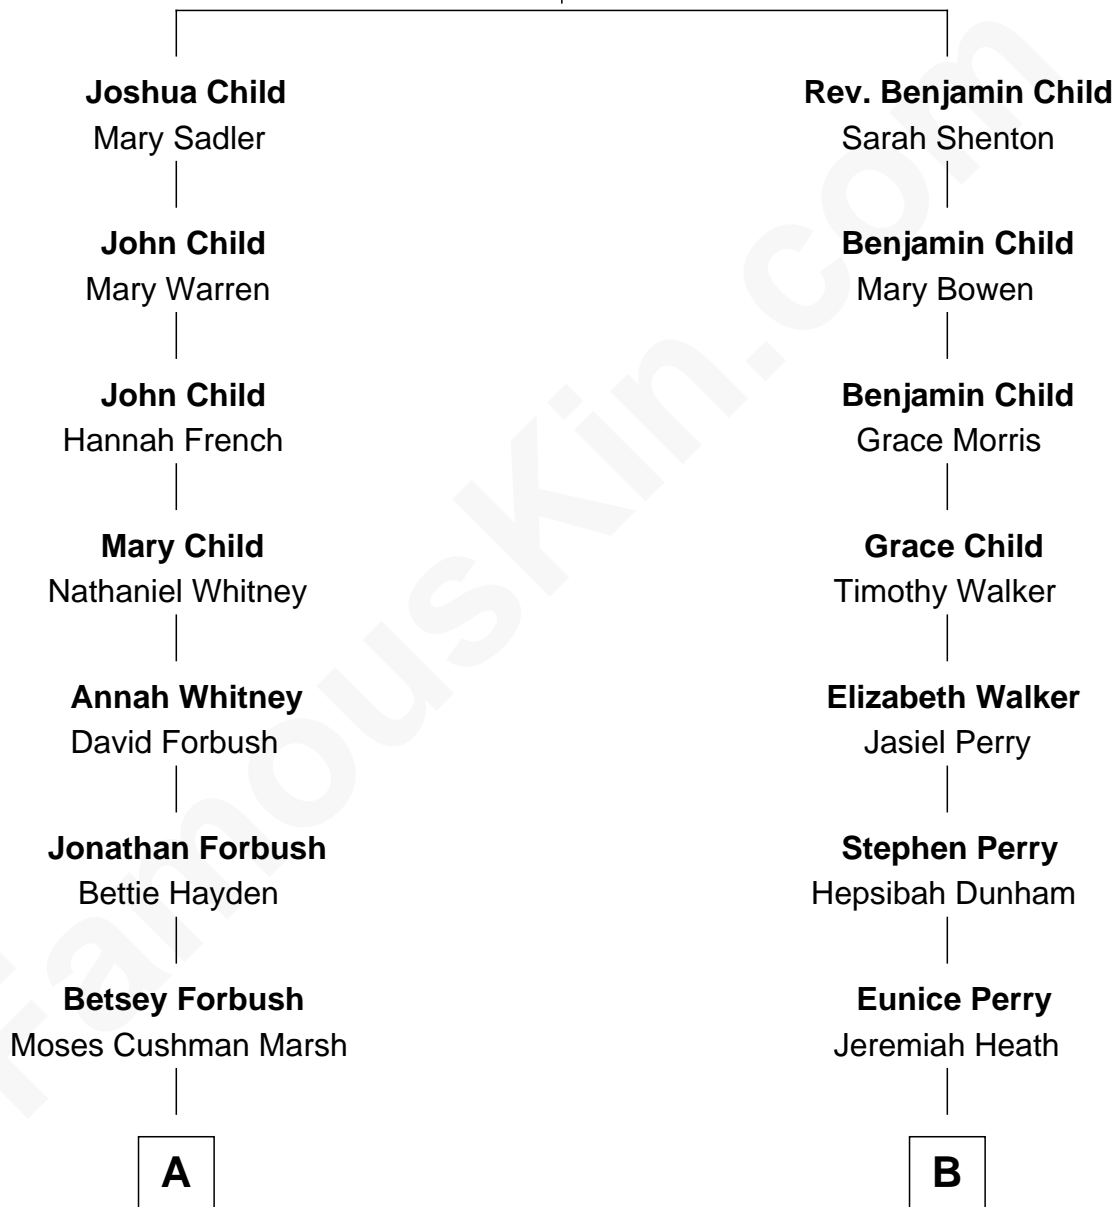 Joshua Child
Mary Sadler
John Child
Mary Warren
John Child
Hannah French
Mary Child
Nathaniel Whitney
Annah Whitney
David Forbush
Jonathan Forbush
Bettie Hayden
Betsey Forbush
Moses Cushman Marsh
A
Rev. Benjamin Child
Sarah Shenton
Benjamin Child
Mary Bowen
Benjamin Child
Grace Morris
Grace Child
Timothy Walker
Elizabeth Walker
Jasiel Perry
Stephen Perry
Hepsibah Dunham
Eunice Perry
Jeremiah Heath
B
FamousKin.com